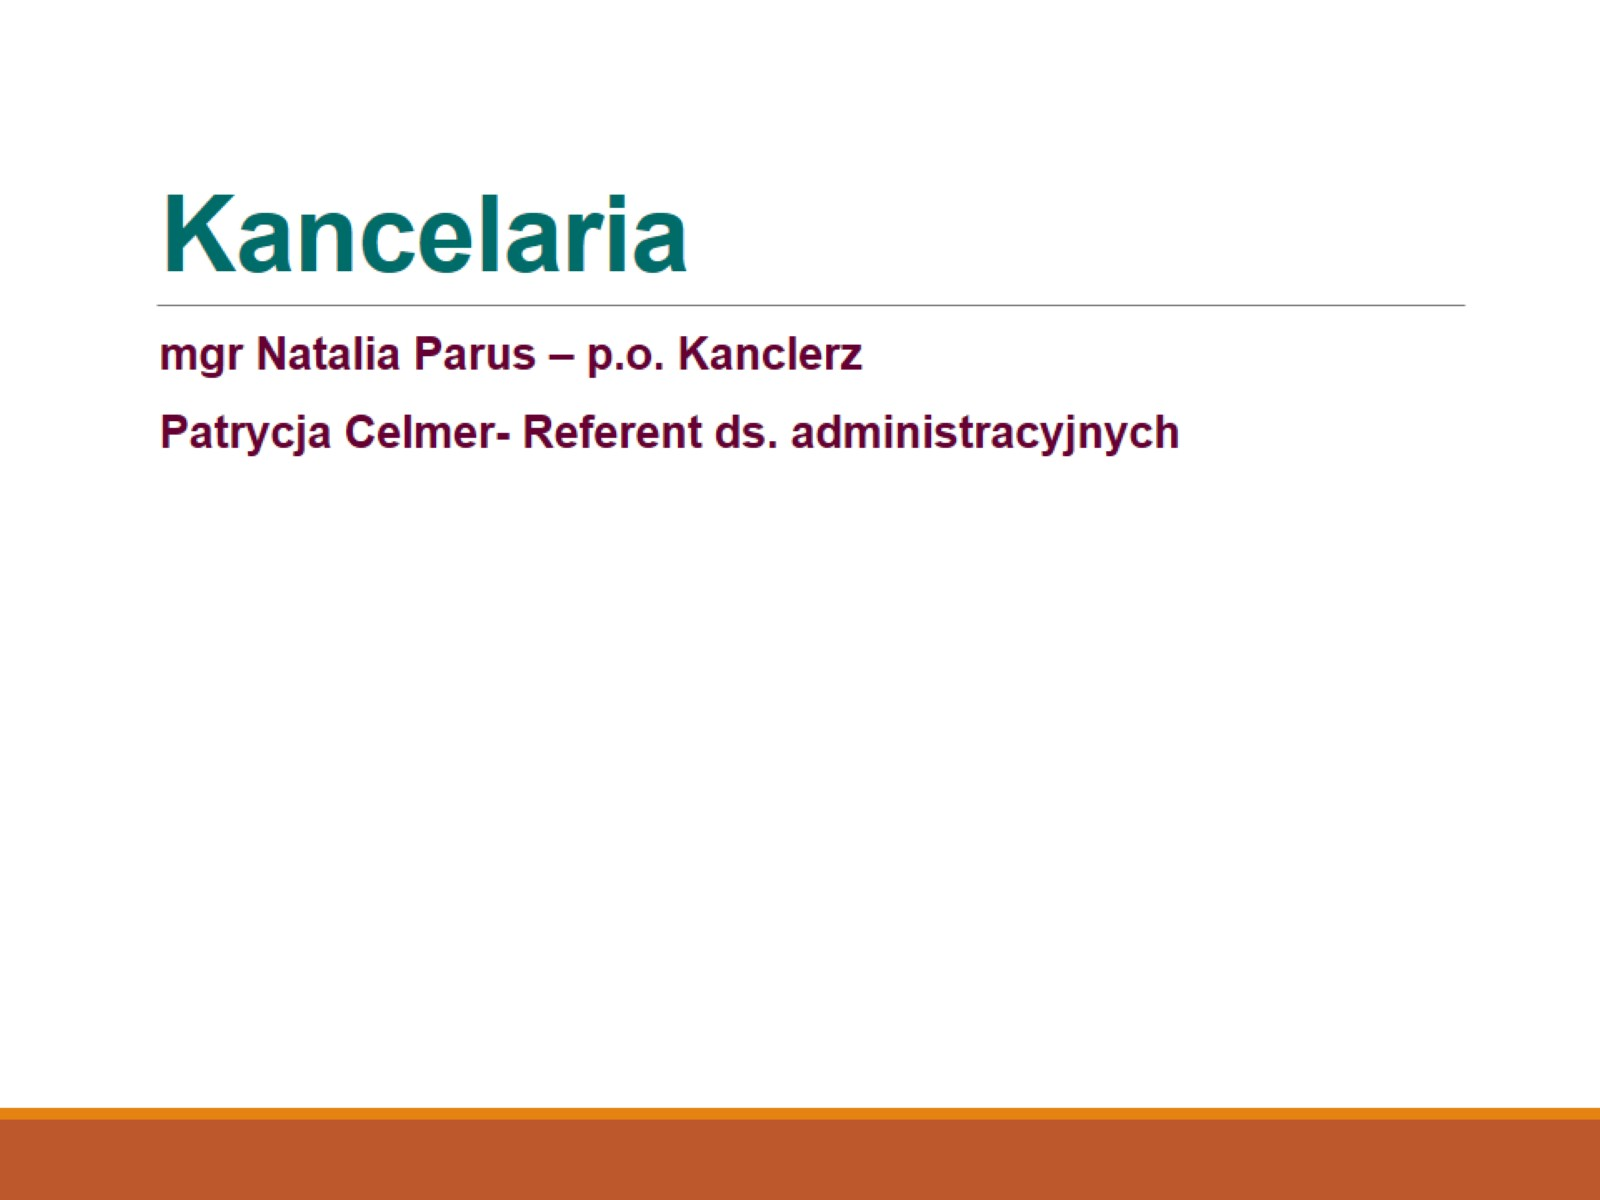 Kancelaria
mgr Natalia Parus – p.o. Kanclerz
Patrycja Celmer- Referent ds. administracyjnych